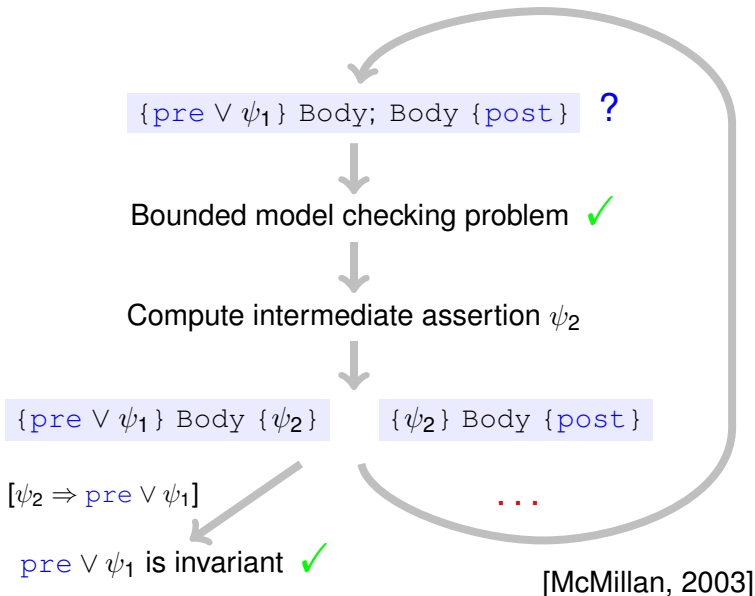 {pre ∨ ψ₁} Body; Body {post} ?
Bounded model checking problem ✓
Compute intermediate assertion ψ₂
{pre ∨ ψ₁} Body {ψ₂} {ψ₂} Body {post}
[ψ₂ ⇒ pre ∨ ψ₁] ...
pre ∨ ψ₁ is invariant ✓
[McMillan, 2003]